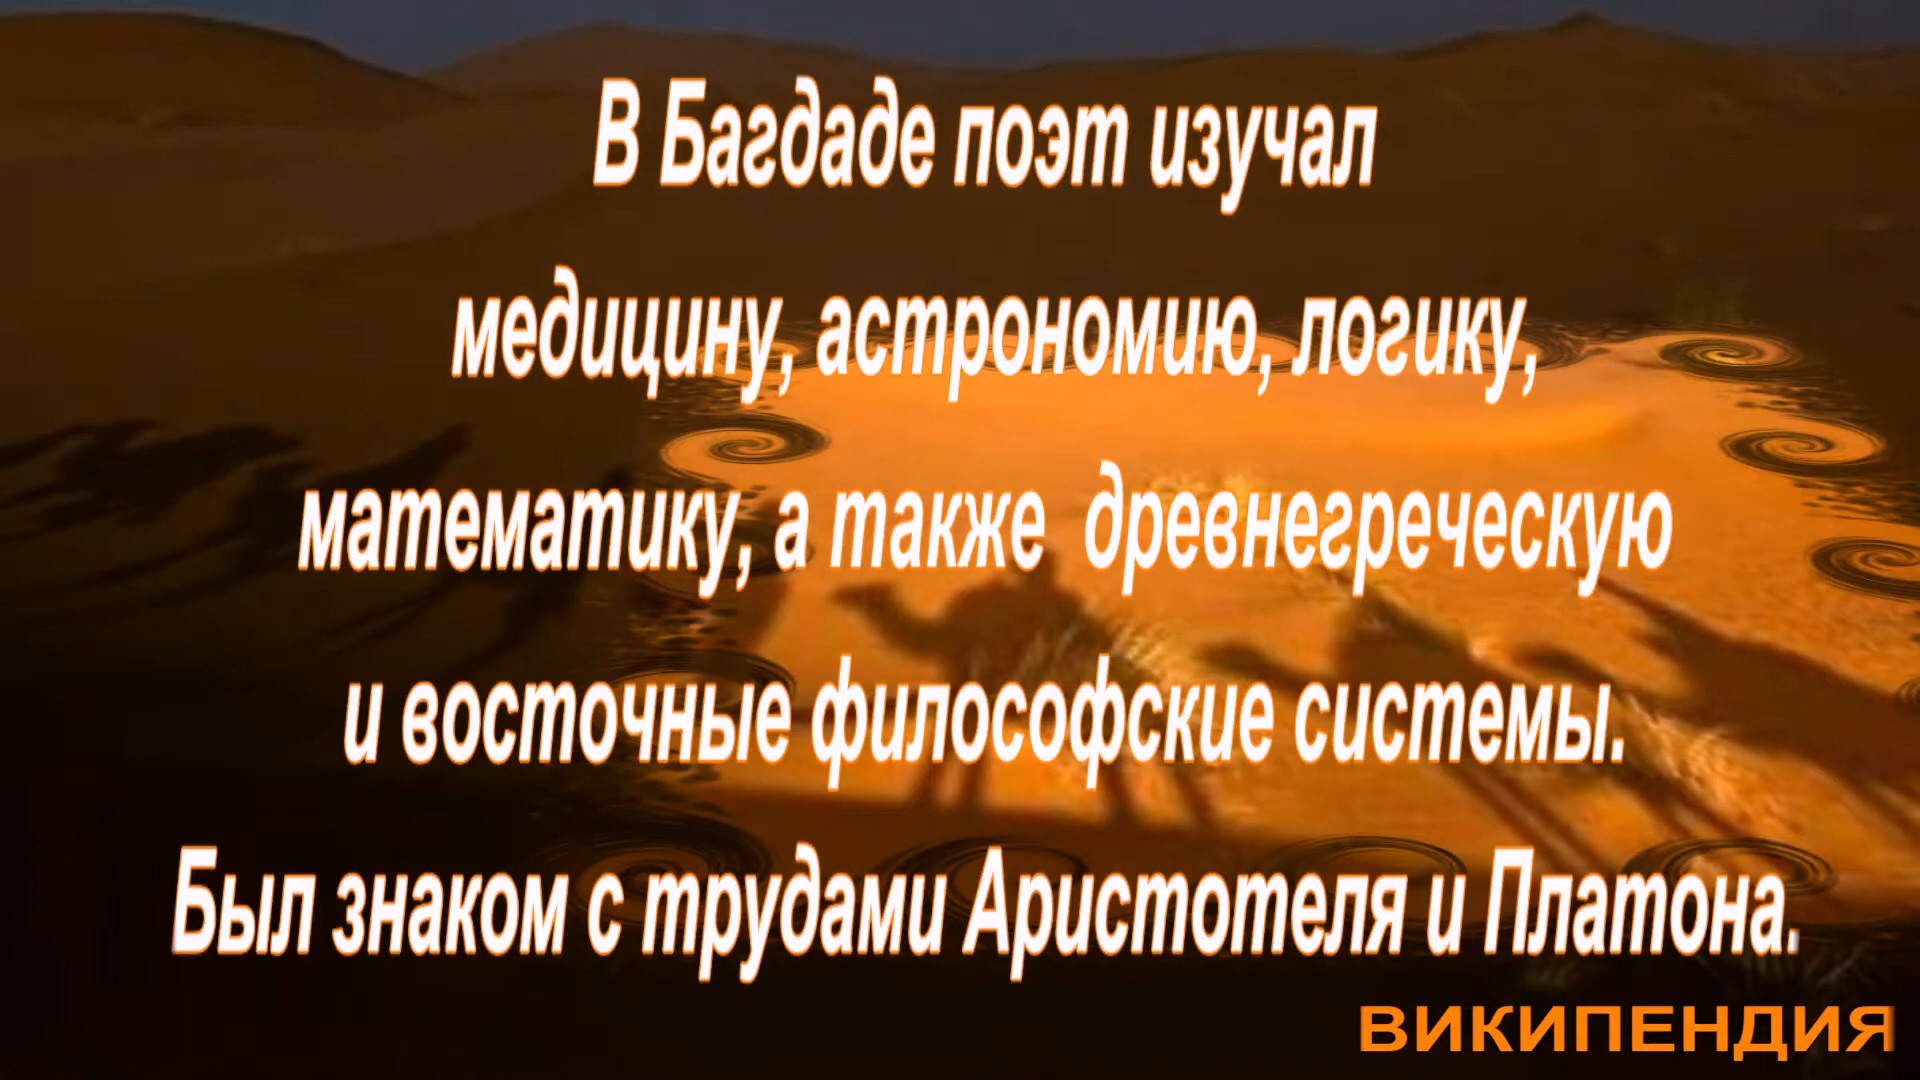 В Багдаде поэт изучал
медицину, астрономию, логику,
математику, а также древнегреческую
и восточные философские системы.
Был знаком с трудами Аристотеля и Платона.
ВИКИПЕНДИЯ